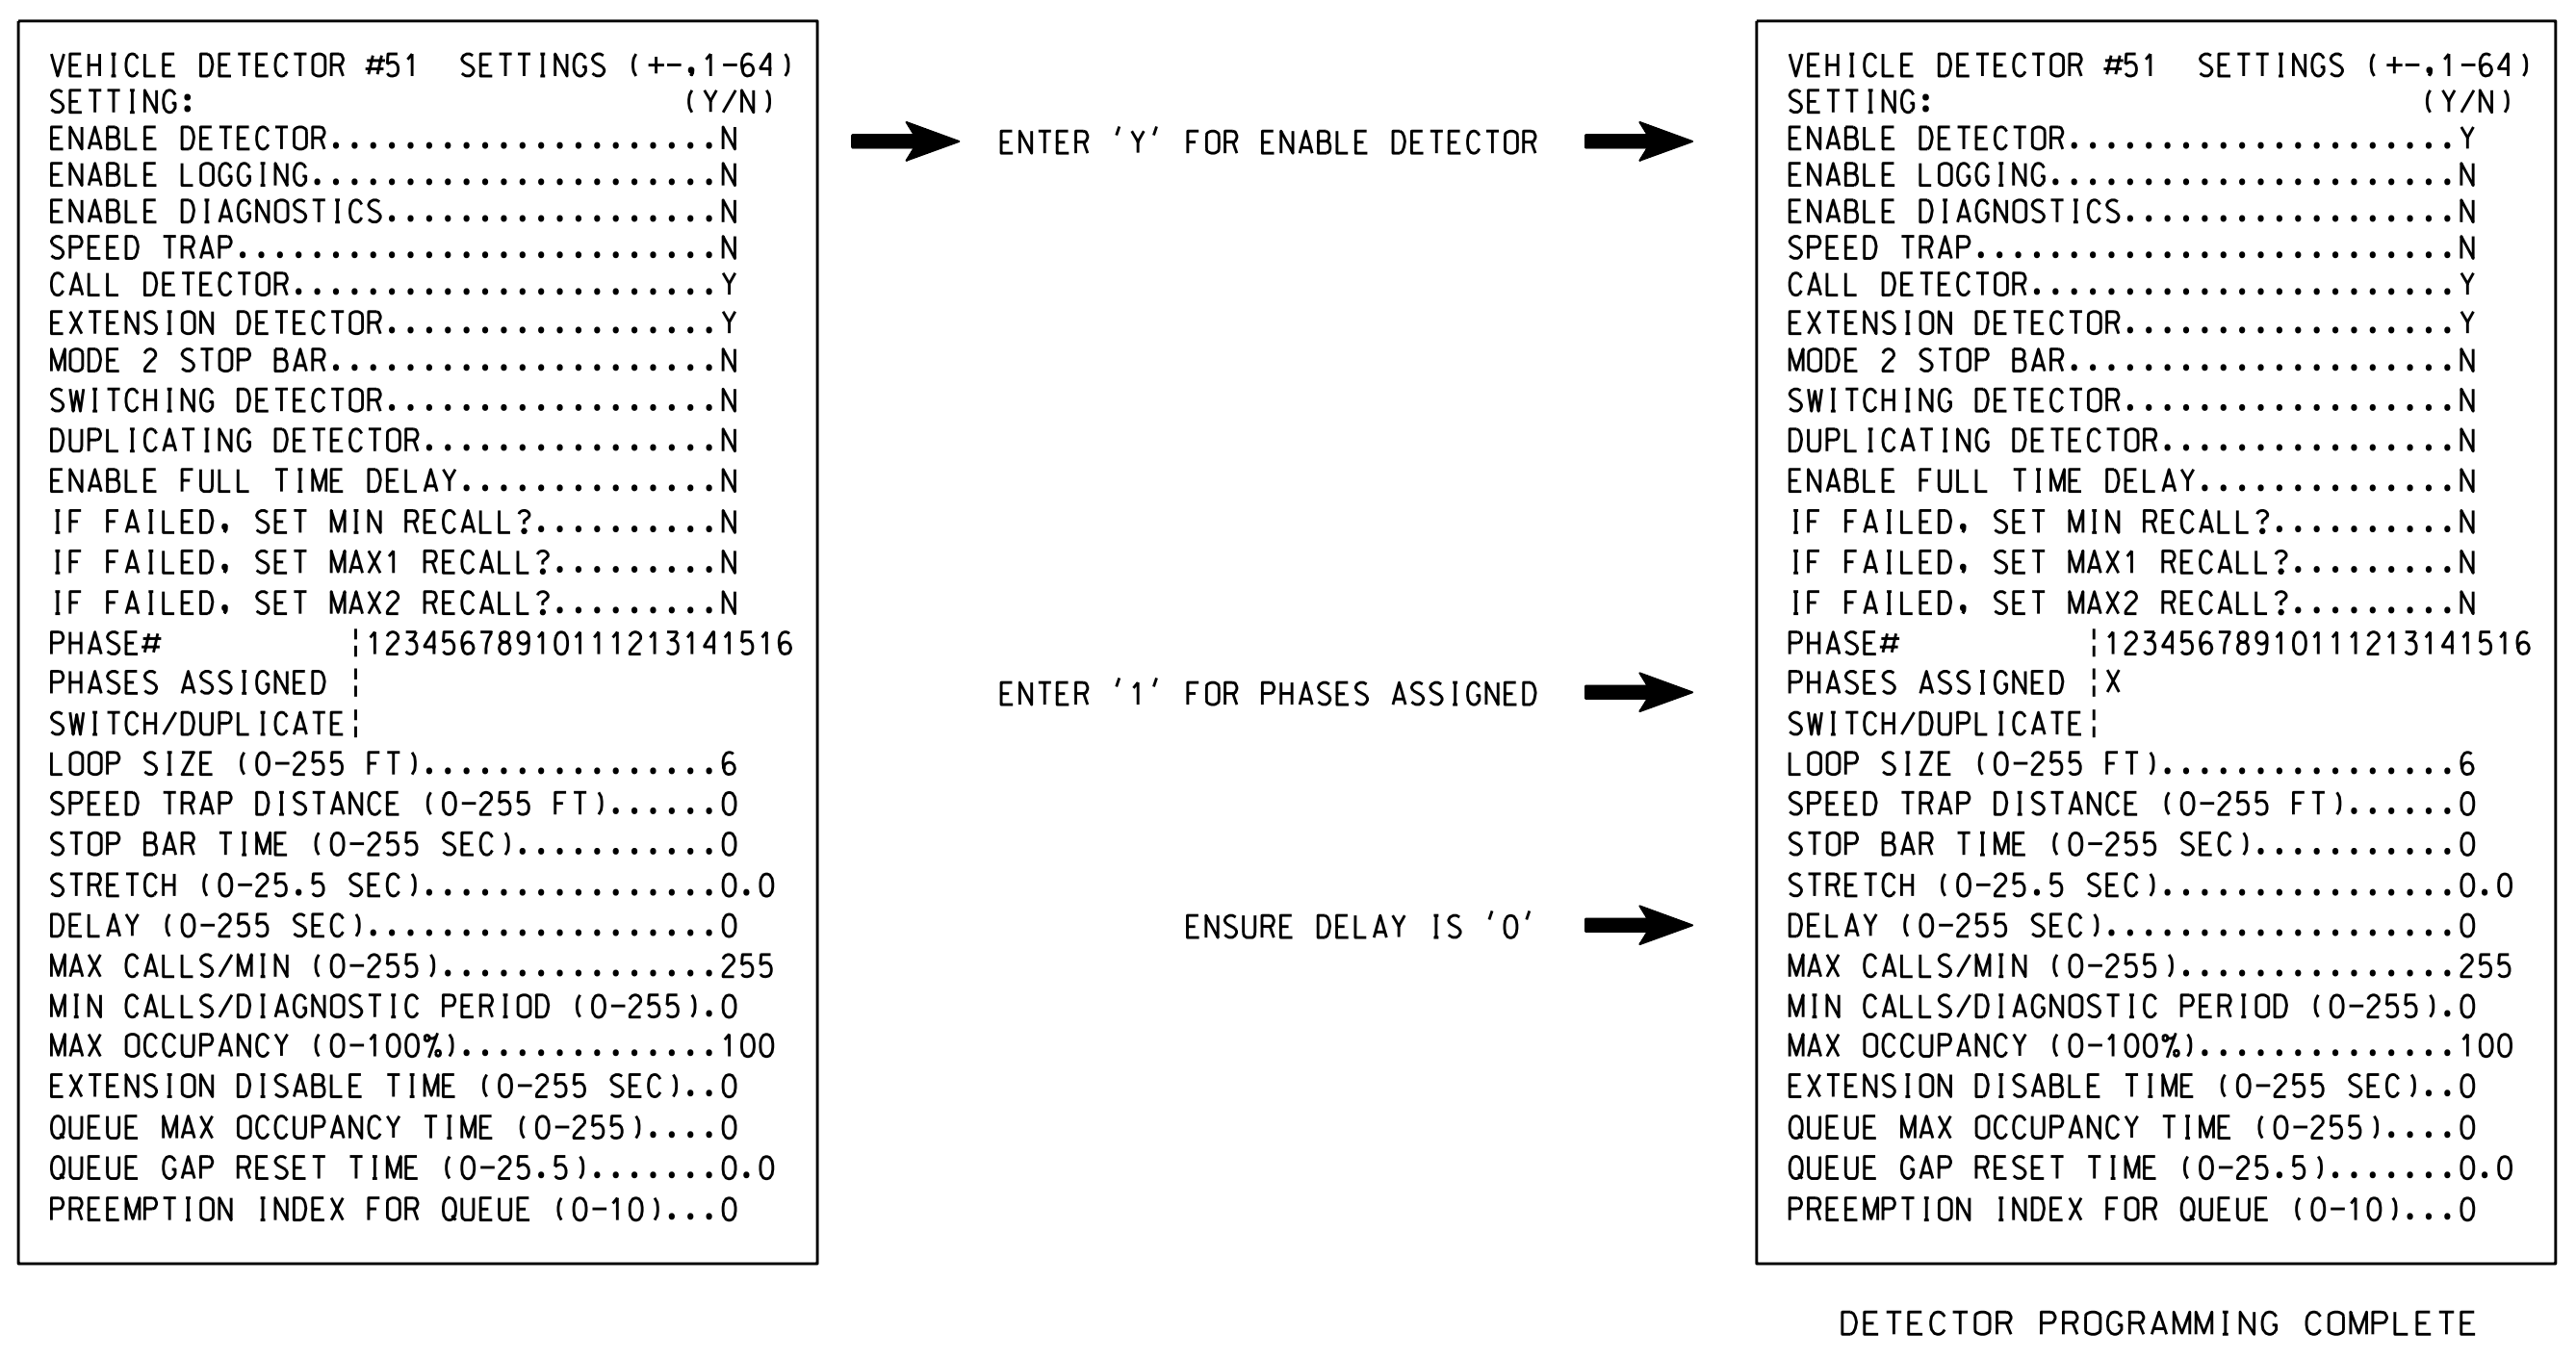 VEHICLE DETECTOR #51 SETTINGS (+-,1-64)
SETTING: (Y/N)
ENABLE DETECTOR.....................N
ENABLE LOGGING......................N
ENABLE DIAGNOSTICS..................N
SPEED TRAP..........................N
CALL DETECTOR.......................Y
EXTENSION DETECTOR..................Y
MODE 2 STOP BAR.....................N
SWITCHING DETECTOR..................N
DUPLICATING DETECTOR................N
ENABLE FULL TIME DELAY..............N
IF FAILED, SET MIN RECALL?..........N
IF FAILED, SET MAX1 RECALL?.........N
IF FAILED, SET MAX2 RECALL?.........N
PHASE# ¦12345678910111213141516
PHASES ASSIGNED ¦
SWITCH/DUPLICATE¦
LOOP SIZE (0-255 FT)................6
SPEED TRAP DISTANCE (0-255 FT)......0
STOP BAR TIME (0-255 SEC)...........0
STRETCH (0-25.5 SEC)................0.0
DELAY (0-255 SEC)...................0
MAX CALLS/MIN (0-255)...............255
MIN CALLS/DIAGNOSTIC PERIOD (0-255).0
MAX OCCUPANCY (0-100%)..............100
EXTENSION DISABLE TIME (0-255 SEC)..0
QUEUE MAX OCCUPANCY TIME (0-255)....0
QUEUE GAP RESET TIME (0-25.5).......0.0
PREEMPTION INDEX FOR QUEUE (0-10)...0
ENTER 'Y' FOR ENABLE DETECTOR
ENTER '1' FOR PHASES ASSIGNED
ENSURE DELAY IS '0'
VEHICLE DETECTOR #51 SETTINGS (+-,1-64)
SETTING: (Y/N)
ENABLE DETECTOR.....................Y
ENABLE LOGGING......................N
ENABLE DIAGNOSTICS..................N
SPEED TRAP..........................N
CALL DETECTOR.......................Y
EXTENSION DETECTOR..................Y
MODE 2 STOP BAR.....................N
SWITCHING DETECTOR..................N
DUPLICATING DETECTOR................N
ENABLE FULL TIME DELAY..............N
IF FAILED, SET MIN RECALL?..........N
IF FAILED, SET MAX1 RECALL?.........N
IF FAILED, SET MAX2 RECALL?.........N
PHASE# ¦12345678910111213141516
PHASES ASSIGNED ¦X
SWITCH/DUPLICATE¦
LOOP SIZE (0-255 FT)................6
SPEED TRAP DISTANCE (0-255 FT)......0
STOP BAR TIME (0-255 SEC)...........0
STRETCH (0-25.5 SEC)................0.0
DELAY (0-255 SEC)...................0
MAX CALLS/MIN (0-255)...............255
MIN CALLS/DIAGNOSTIC PERIOD (0-255).0
MAX OCCUPANCY (0-100%)..............100
EXTENSION DISABLE TIME (0-255 SEC)..0
QUEUE MAX OCCUPANCY TIME (0-255)....0
QUEUE GAP RESET TIME (0-25.5).......0.0
PREEMPTION INDEX FOR QUEUE (0-10)...0
DETECTOR PROGRAMMING COMPLETE